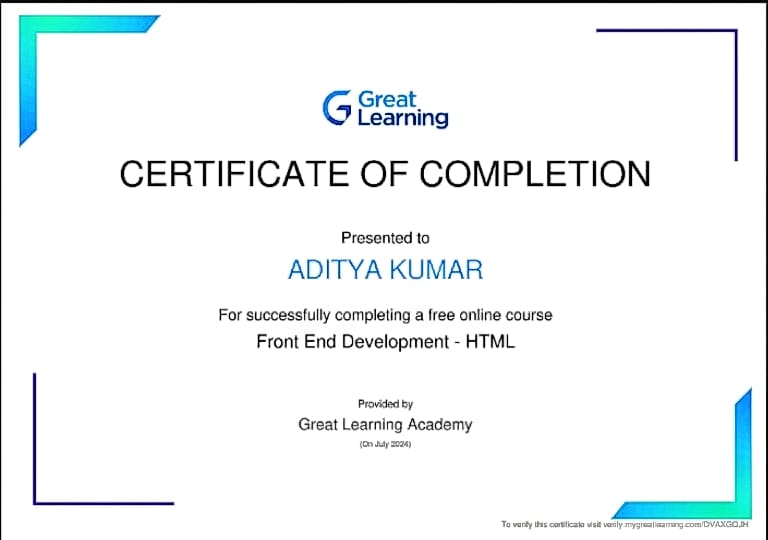 Great
Learning
CERTIFICATE OF COMPLETION
Presented to
ADITYA KUMAR
For successfully completing a free online course
Front End Development - HTML
Provided by
Great Learning Academy
(On July 2024)
To verify this certificate visit verify.mygreatlearning.com/DVAXGQJH